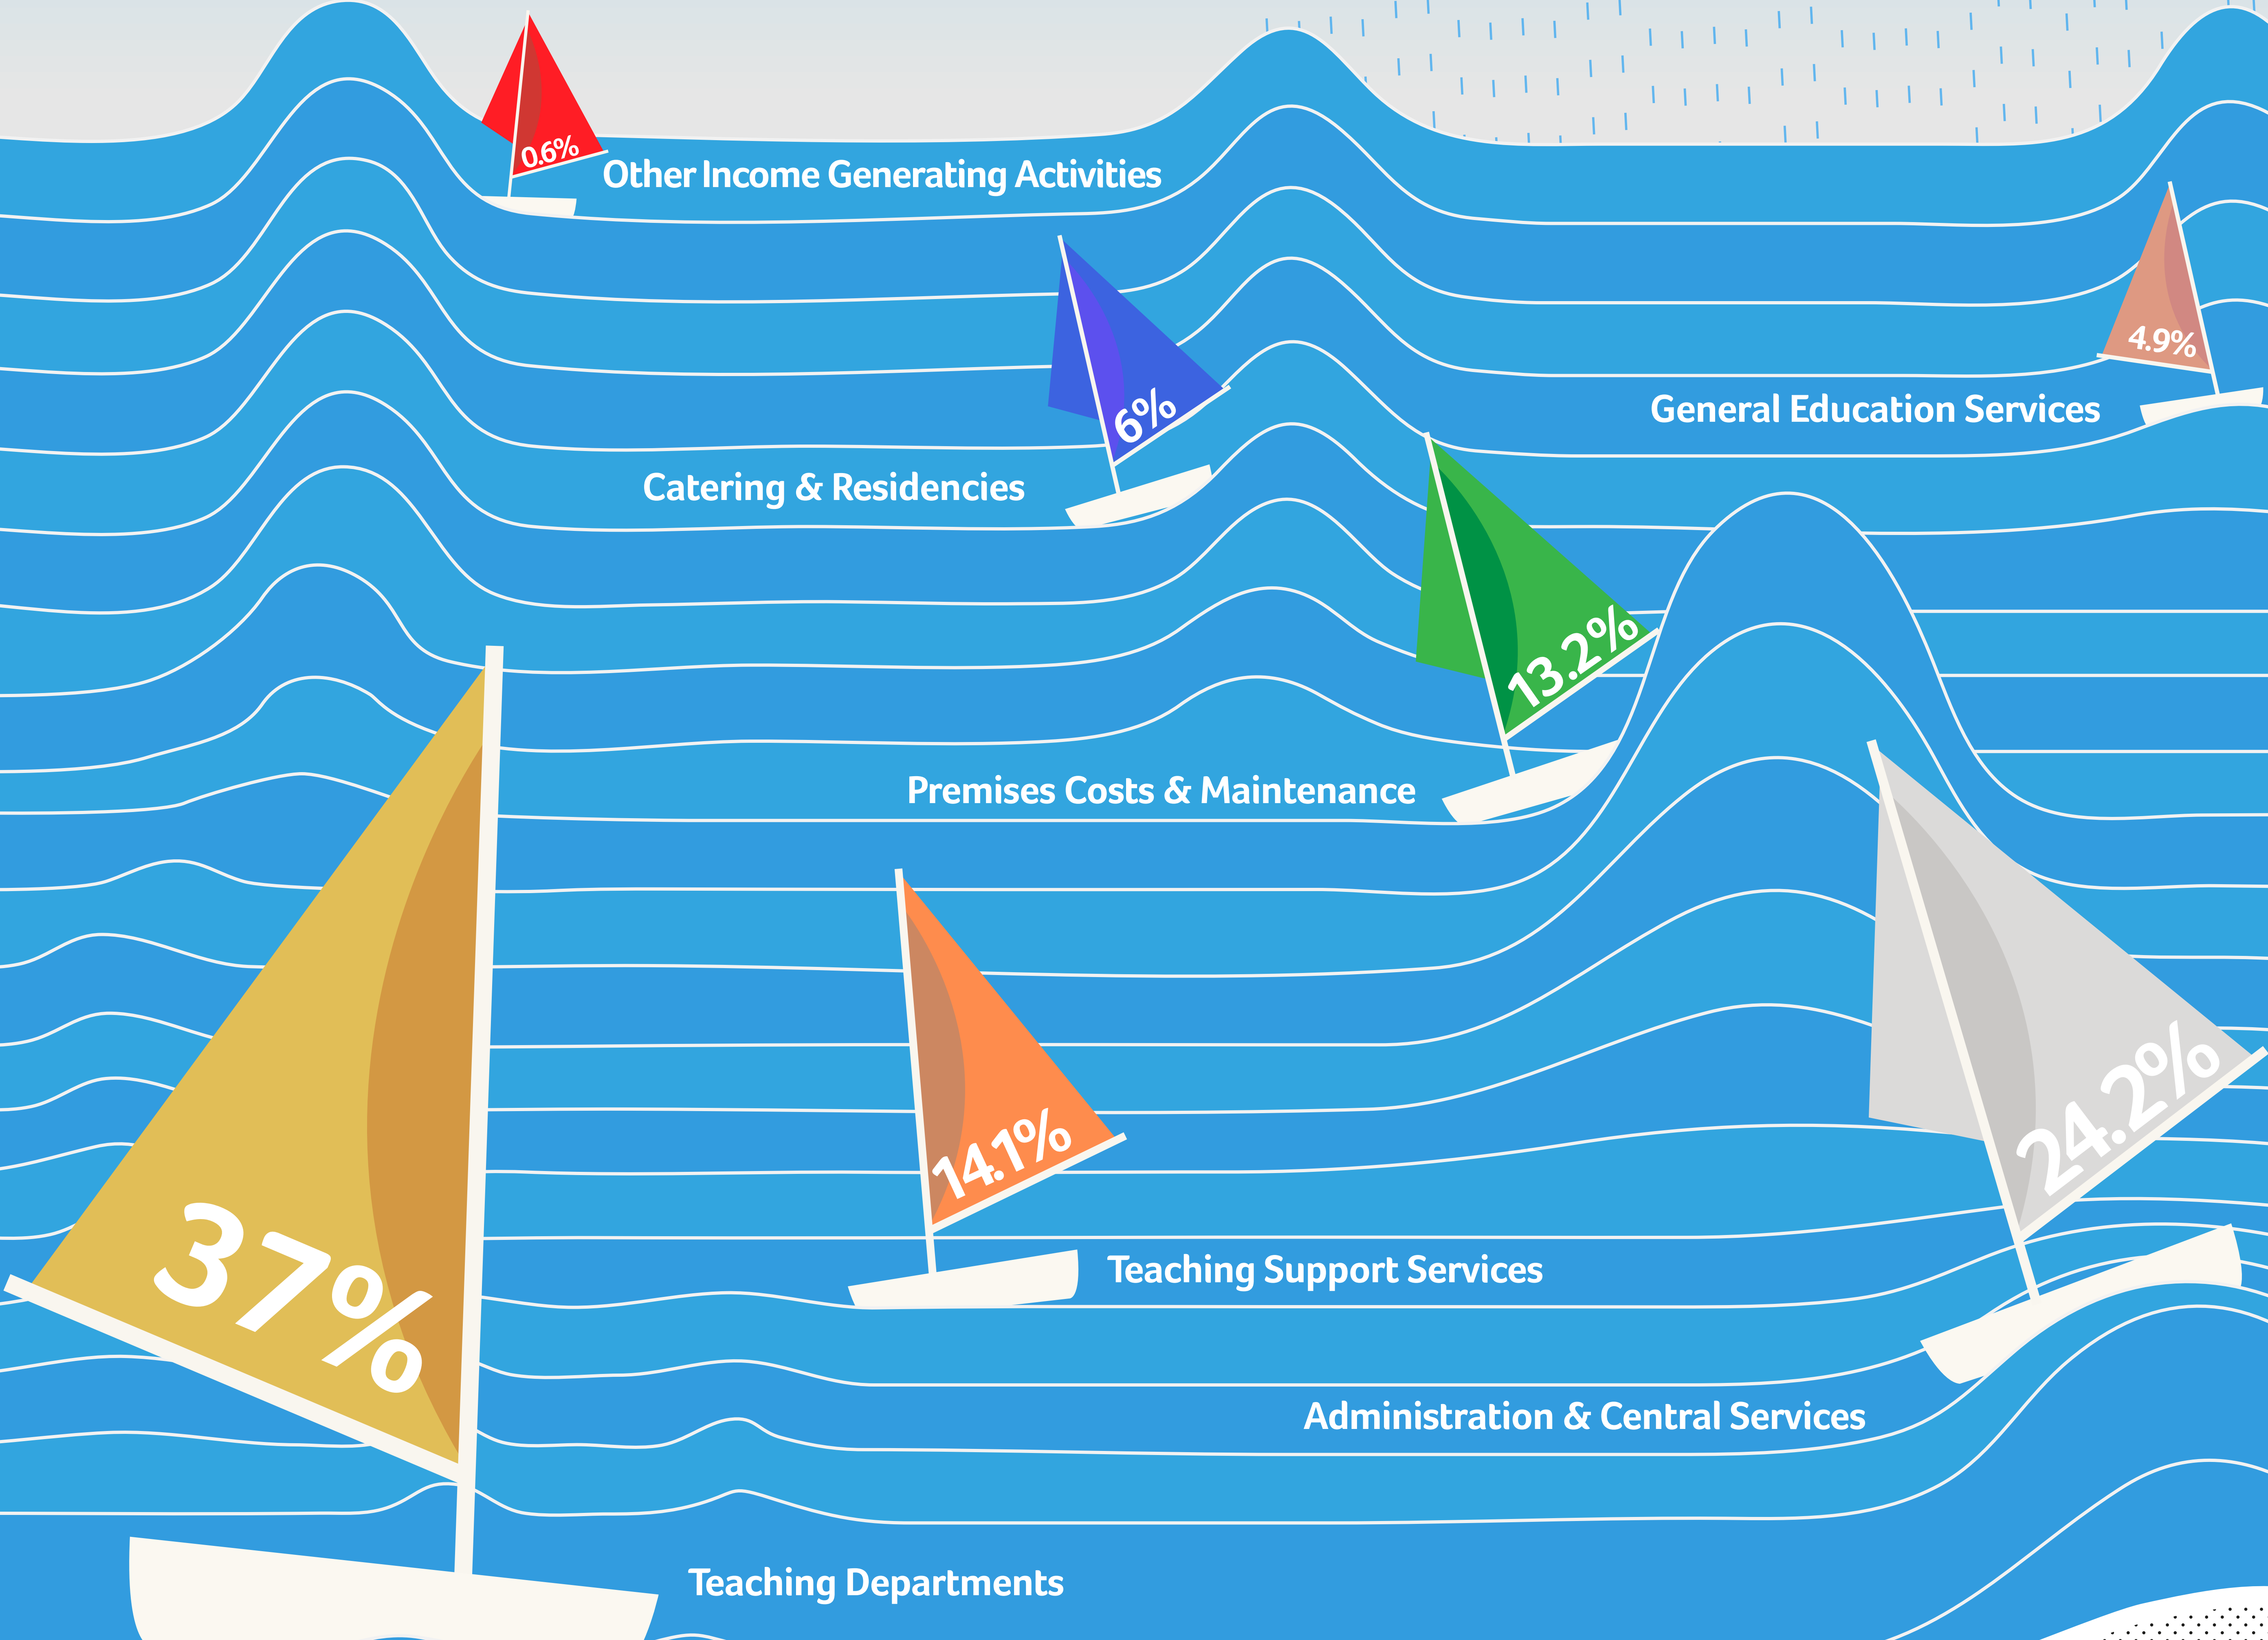 0.6%
Other Income Generating Activities
4.9%
General Education Services
6%
Catering & Residencies
13.2%
Premises Costs & Maintenance
14.1%
Teaching Support Services
24.2%
Administration & Central Services
37%
Teaching Departments